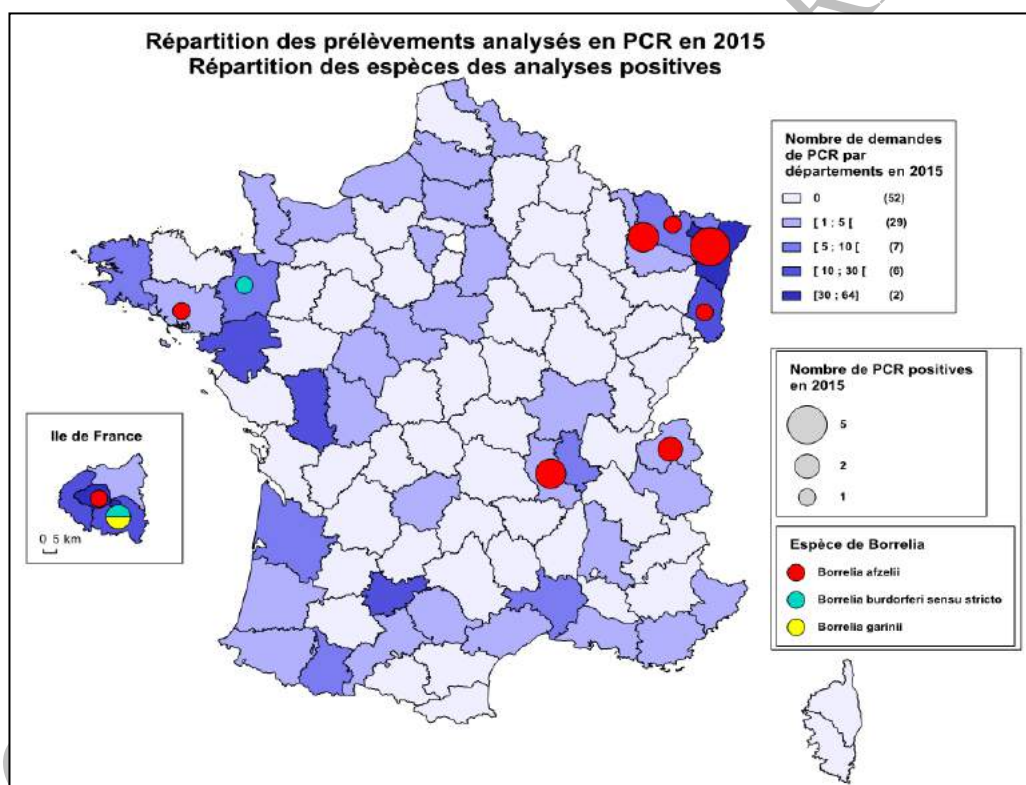 Répartition des prélèvements analysés en PCR en 2015
Répartition des espèces des analyses positives
Nombre de demandes
de PCR par
départements en 2015
0 (52)
[ 1 ; 5 [ (29)
[ 5 ; 10 [ (7)
[ 10 ; 30 [ (6)
[30 ; 64] (2)
Nombre de PCR positives
en 2015
5
2
1
Espèce de Borrelia
Borrelia afzelii
Borrelia burdorferi sensu stricto
Borrelia garinii
Ile de France
0 5 km